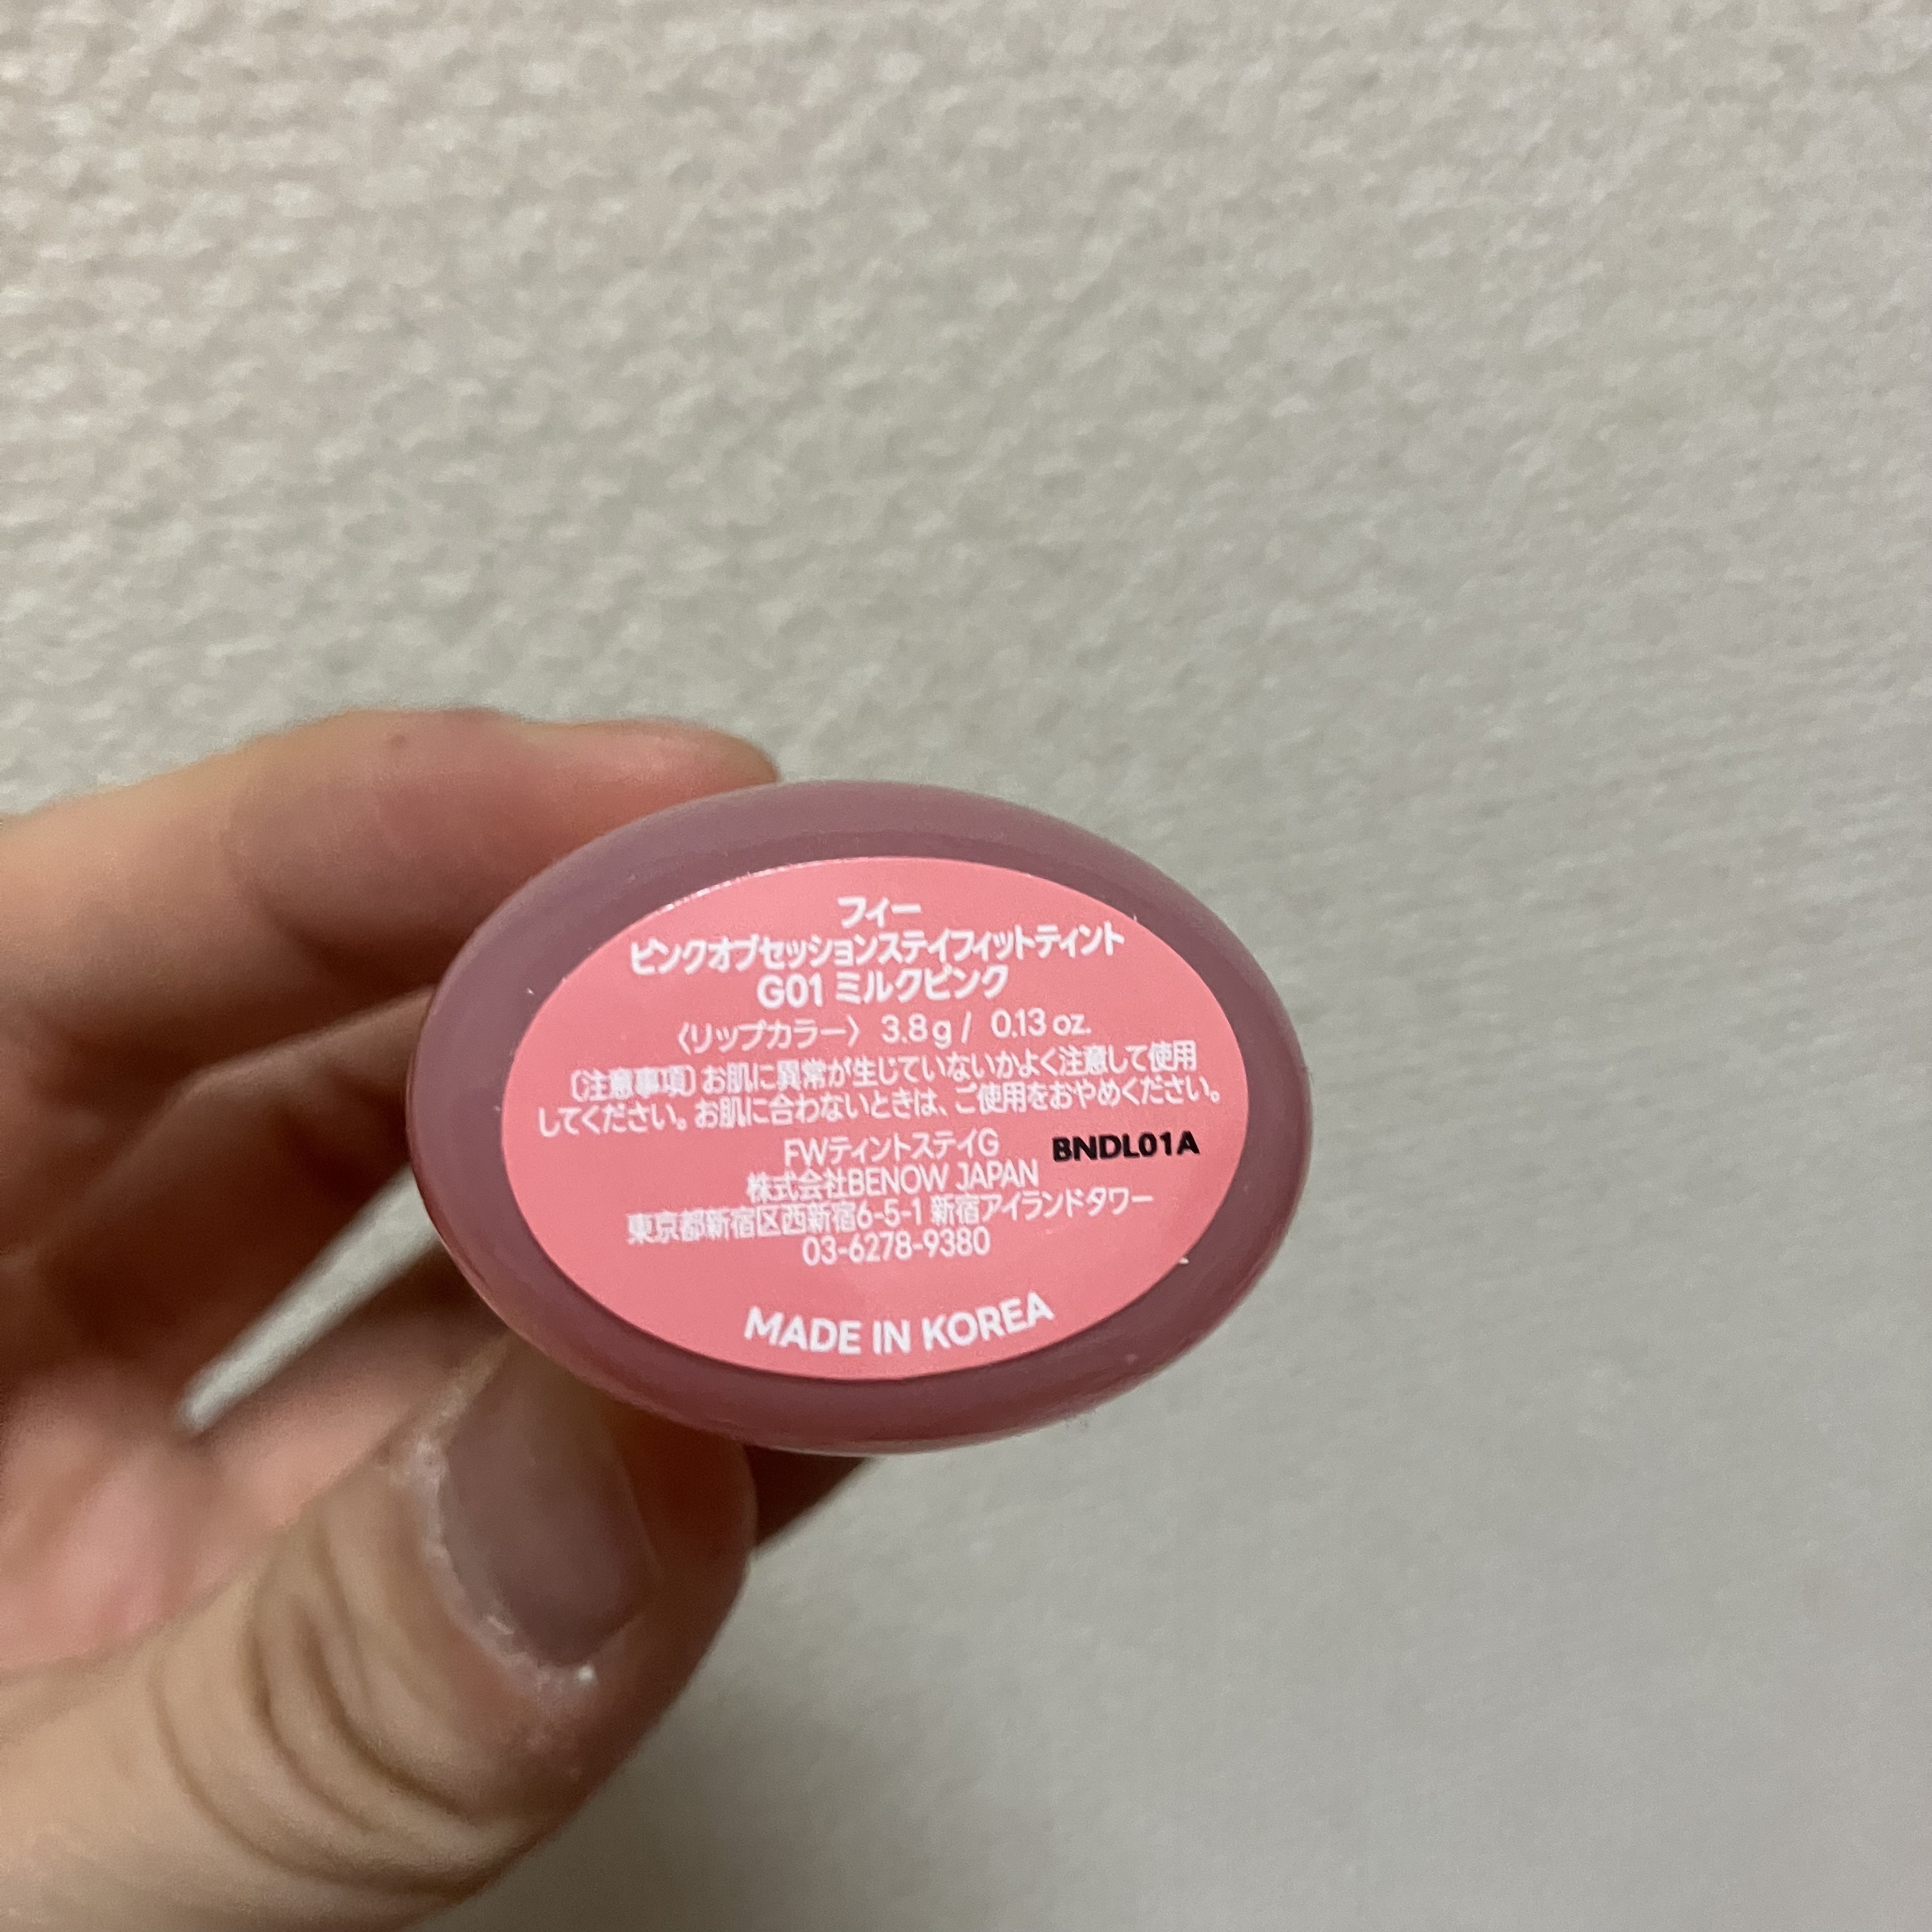 フィー
ピンクオブセッションステイフィットティント
G01 ミルクピンク
〈リップカラー〉 3.8g / 0.13 oz.
〔注意事項〕お肌に異常が生じていないかよく注意して使用
してください。お肌に合わないときは、ご使用をおやめください。
FWティントステイG
BNDL01A
株式会社BENOW JAPAN
東京都新宿区西新宿6-5-1 新宿アイランドタワー
03-6278-9380
MADE IN KOREA